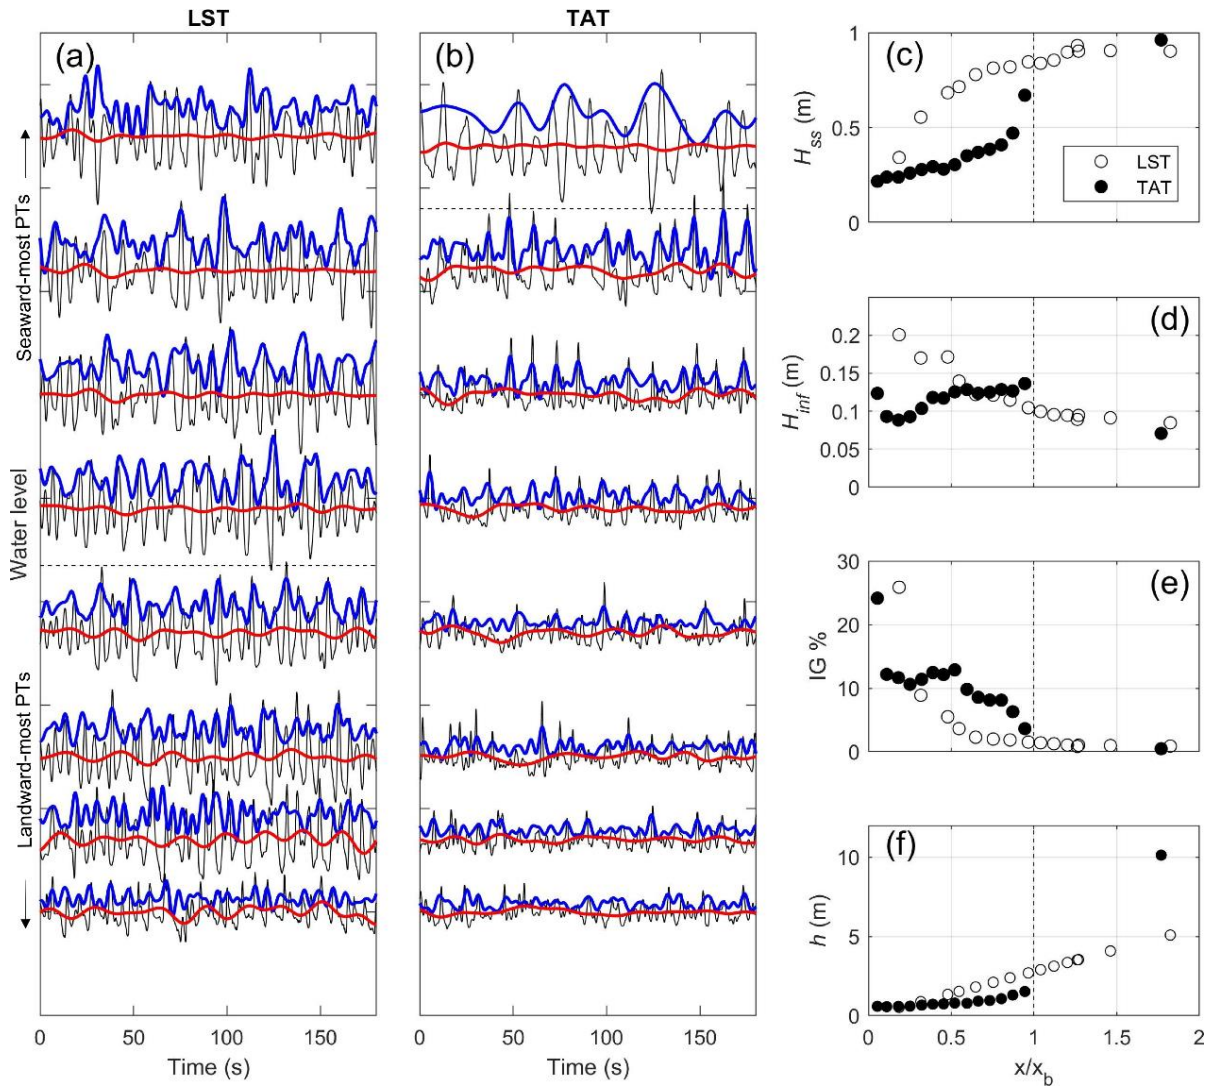 LST
TAT
(a)
(b)
Seaward-most PTs
Water level
Landward-most PTs
0
50
100
150
Time (s)
0
50
100
150
Time (s)
(c)
1
0.5
0
H_ss (m)
LST
TAT
(d)
0.2
0.15
0.1
0.05
0
H_inf (m)
(e)
30
20
10
0
IG %
(f)
10
5
0
h (m)
0
0.5
1
1.5
2
x/x_b